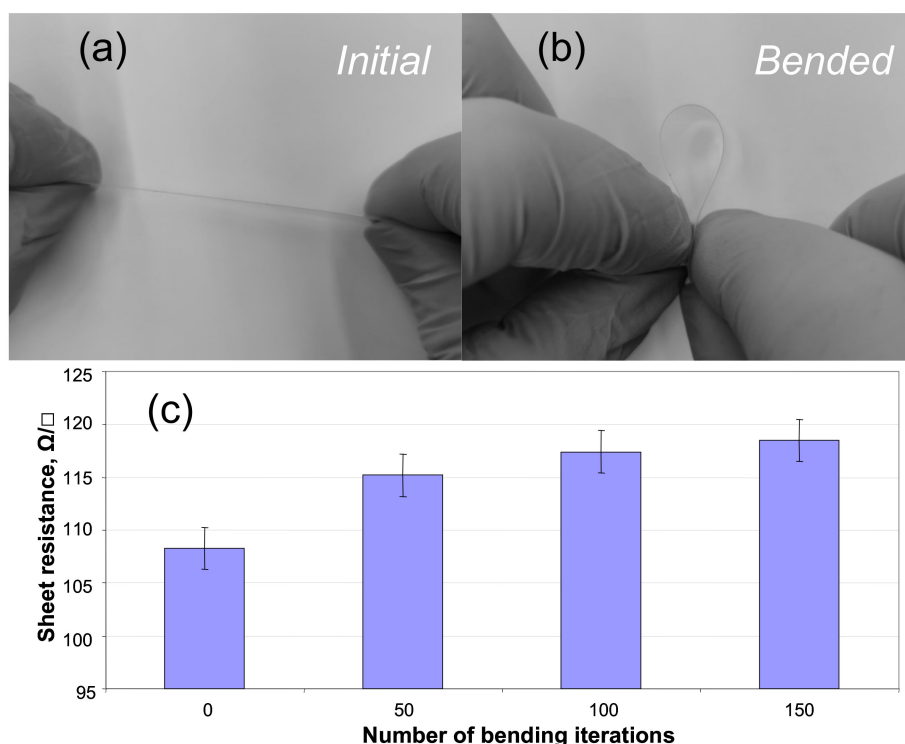 (a)
Initial
(b)
Bended
(c)
Sheet resistance, Ω/□
125
120
115
110
105
100
95
0
50
100
150
Number of bending iterations